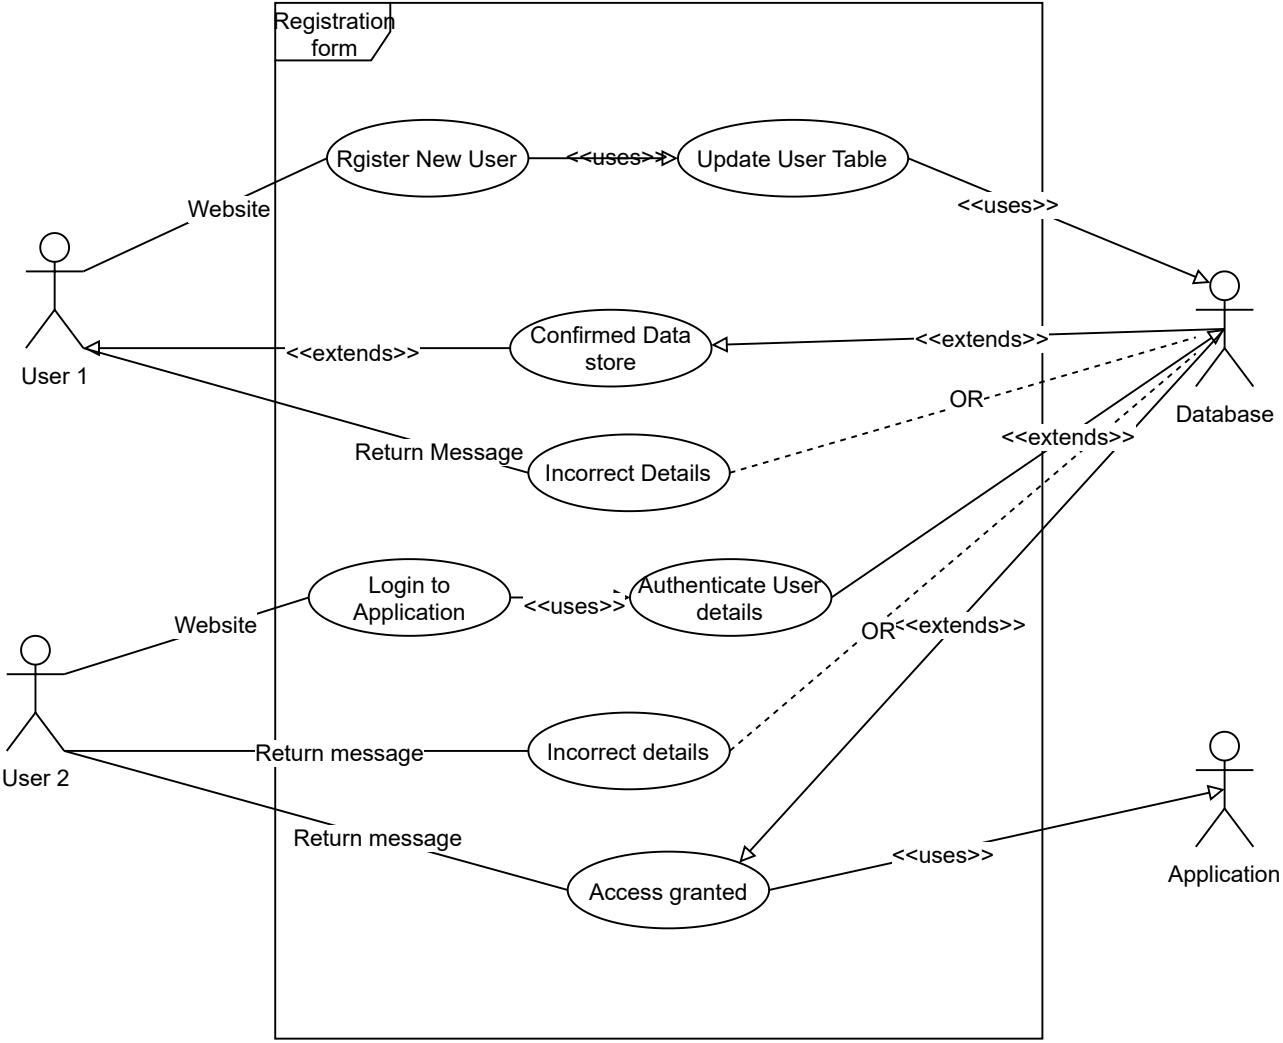 Registration
form
Rgister New User
<<uses>>
Update User Table
Website
<<uses>>
User 1
Confirmed Data
store
<<extends>>
<<extends>>
OR
Database
Return Message
Incorrect Details
<<extends>>
Login to
Application
<<uses>>
Authenticate User
details
Website
OR
<<extends>>
User 2
Return message
Incorrect details
Return message
Access granted
<<uses>>
Application